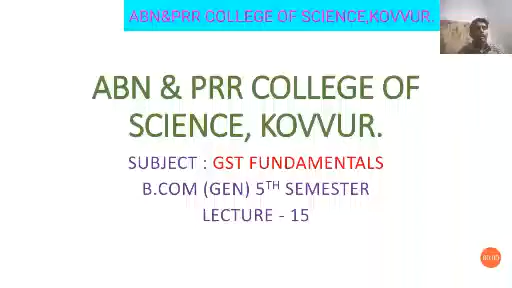 ABN&PRR COLLEGE OF SCIENCE,KOVVUR.
ABN & PRR COLLEGE OF
SCIENCE, KOVVUR.
SUBJECT : GST FUNDAMENTALS
B.COM (GEN) 5TH SEMESTER
LECTURE - 15